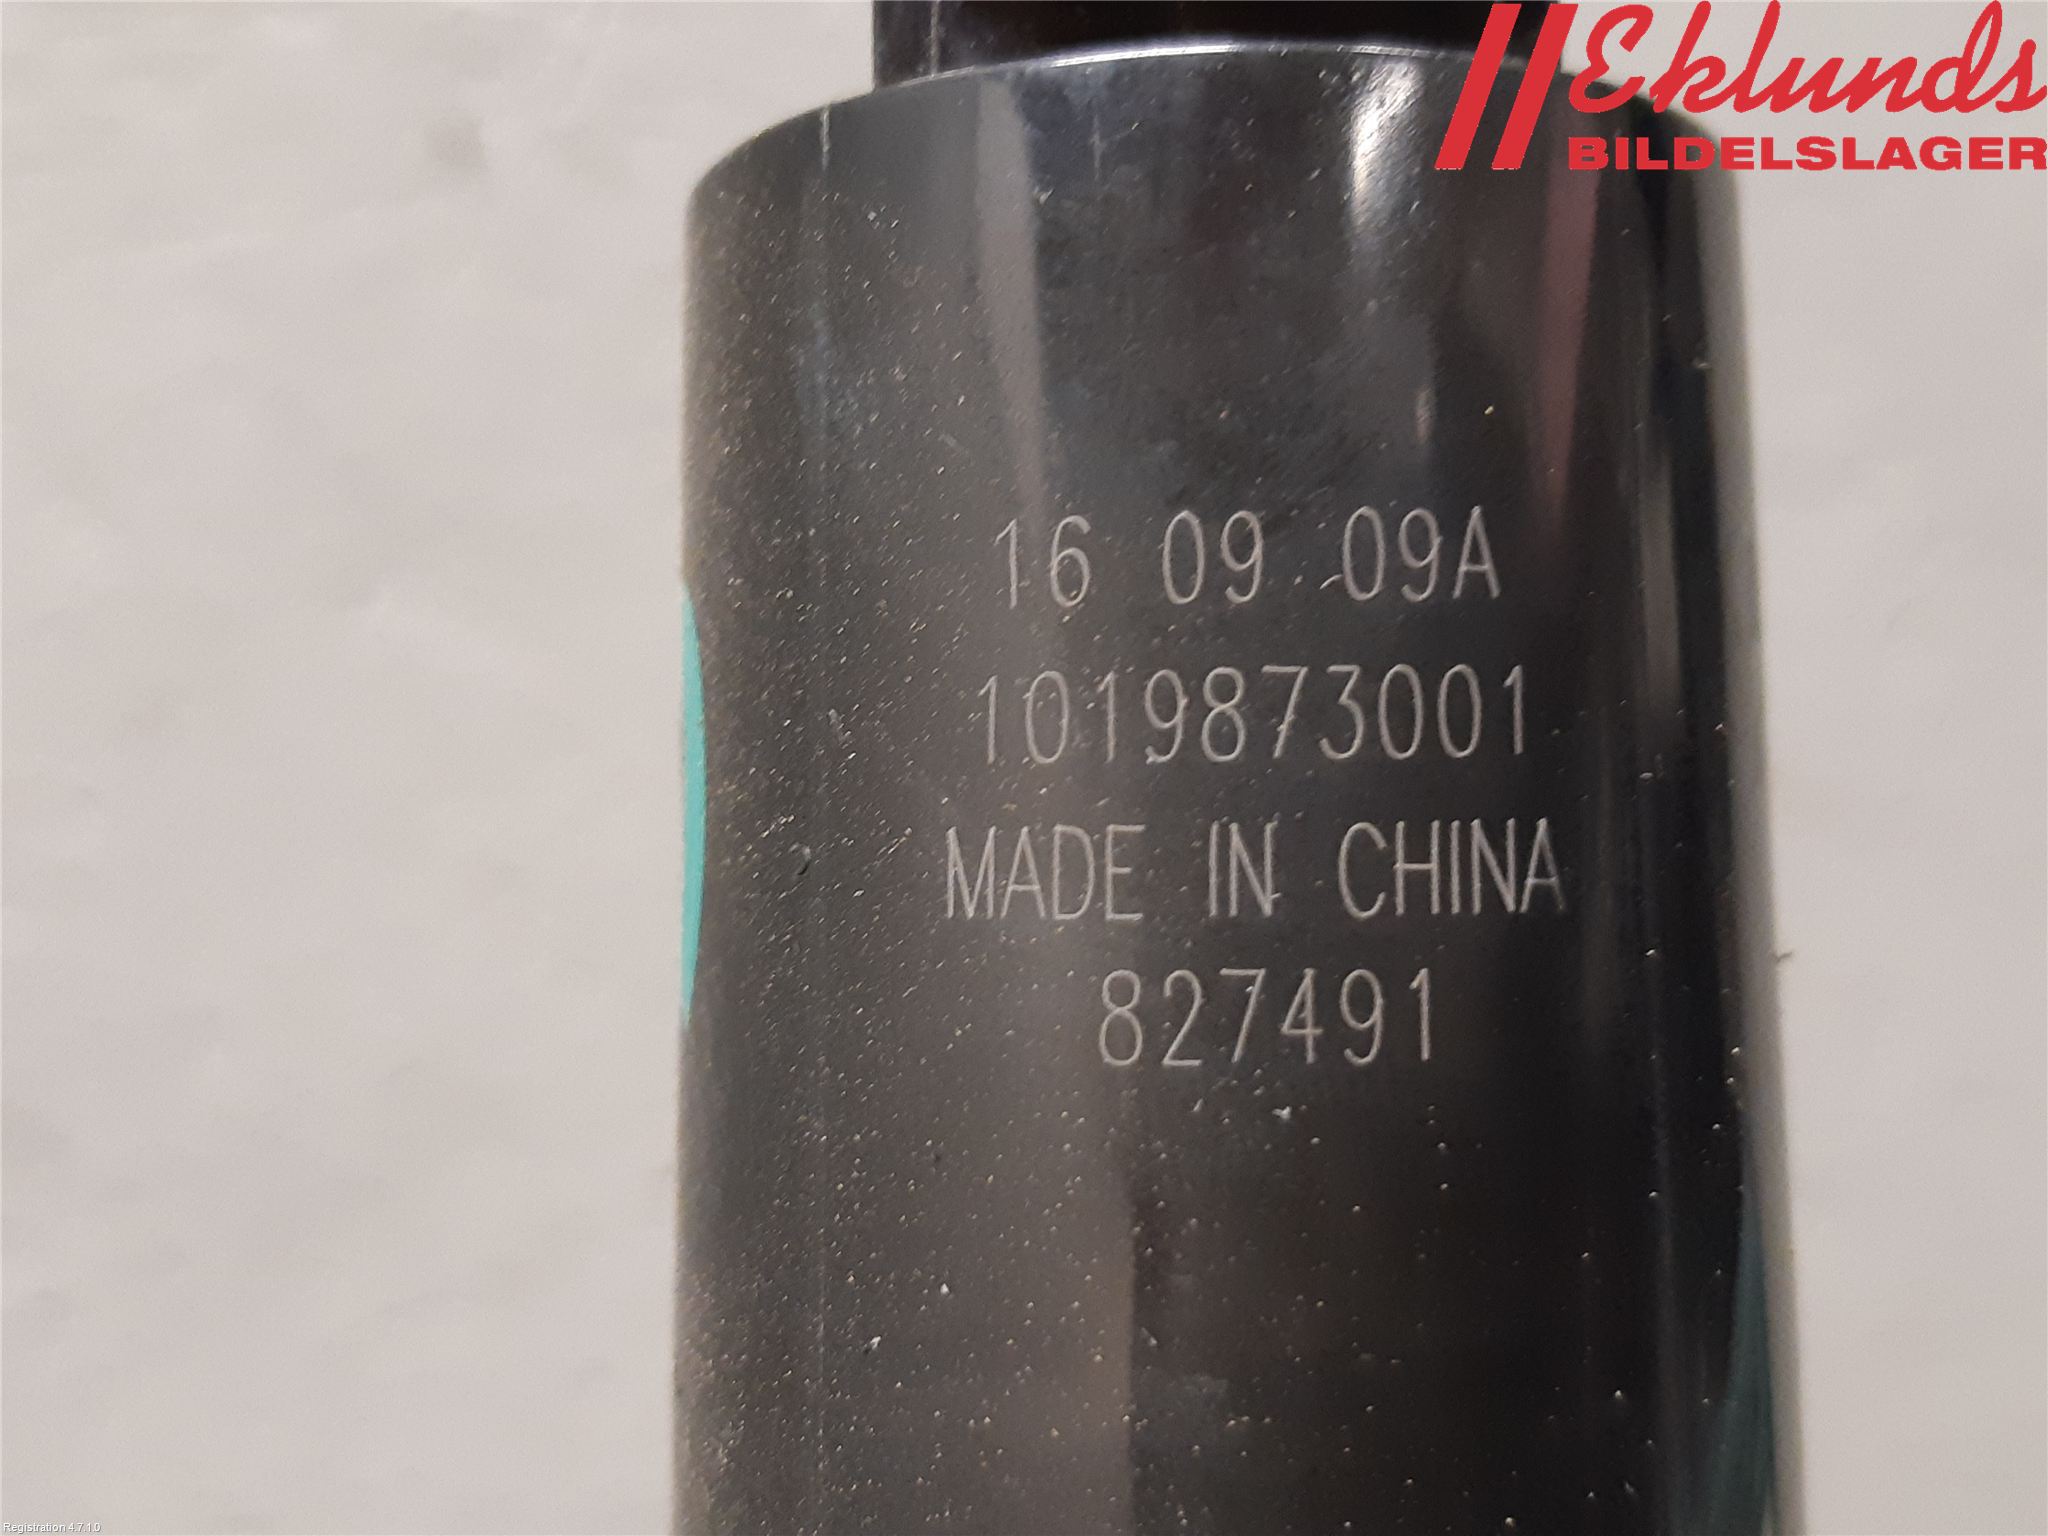 Eklunds
BILDELSLAGER
16 09 09A
1019873001
MADE IN CHINA
827491
Registration 4.7.1.0